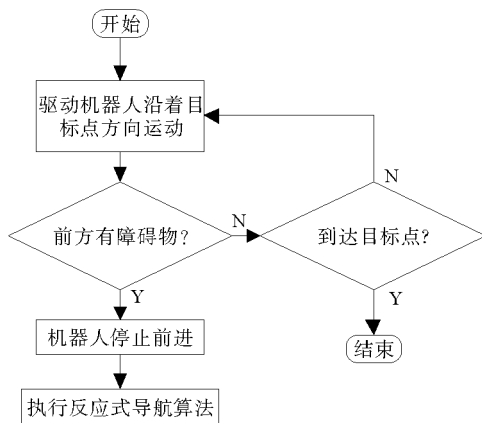 开始
驱动机器人沿着目
标点方向运动
N
前方有障碍物?
N
到达目标点?
Y
Y
机器人停止前进
结束
执行反应式导航算法